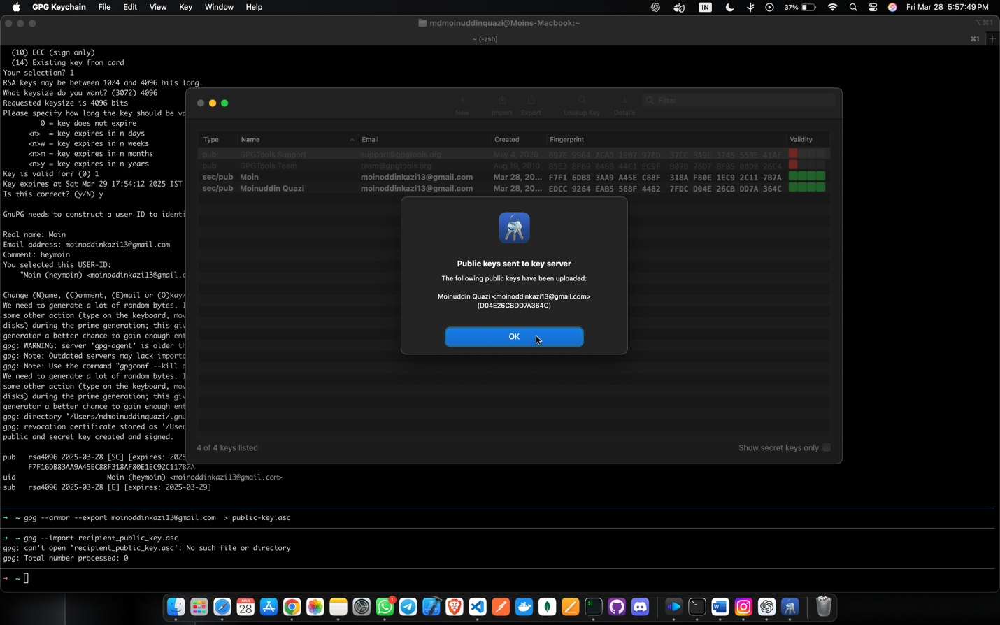 GPG Keychain File Edit View Key Window Help IN 37% Fri Mar 28 5:57:49 PM
mdmoinuddinquazi@Moins-Macbook:~ ⌥⌘1
~ (-zsh) ⌘1 +
(10) ECC (sign only)
(14) Existing key from card
Your selection? 1
RSA keys may be between 1024 and 4096 bits long.
What keysize do you want? (3072) 4096
Requested keysize is 4096 bits
Please specify how long the key should be va
0 = key does not expire
<n> = key expires in n days
<n>w = key expires in n weeks
<n>m = key expires in n months
<n>y = key expires in n years
Key is valid for? (0) 1
Key expires at Sat Mar 29 17:54:12 2025 IST
Is this correct? (y/N) y
GnuPG needs to construct a user ID to identi
Real name: Moin
Email address: moinoddinkazi13@gmail.com
Comment: heymoin
You selected this USER-ID:
"Moin (heymoin) <moinoddinkazi13@gmail.c
Change (N)ame, (C)omment, (E)mail or (O)kay/
We need to generate a lot of random bytes. I
some other action (type on the keyboard, mov
disks) during the prime generation; this giv
generator a better chance to gain enough ent
gpg: WARNING: server 'gpg-agent' is older th
gpg: Note: Outdated servers may lack importa
gpg: Note: Use the command "gpgconf --kill a
We need to generate a lot of random bytes. I
some other action (type on the keyboard, mov
disks) during the prime generation; this giv
generator a better chance to gain enough ent
gpg: directory '/Users/mdmoinuddinquazi/.gnu
gpg: revocation certificate stored as '/User
public and secret key created and signed.
pub rsa4096 2025-03-28 [SC] [expires: 2025
F7F16DB83AA9A45EC88F318AF80E1EC92C117B7A
uid Moin (heymoin) <moinoddinkazi13@gmail.com>
sub rsa4096 2025-03-28 [E] [expires: 2025-03-29]
→ ~ gpg --armor --export moinoddinkazi13@gmail.com > public-key.asc
→ ~ gpg --import recipient_public_key.asc
gpg: can't open 'recipient_public_key.asc': No such file or directory
gpg: Total number processed: 0
→ ~
New Import Export Lookup Key Details Filter
Type Name Email Created Fingerprint Validity
pub GPGTools Support support@gpgtools.org May 4, 2020 B97E 9964 ACAD 1907 970D 37CC BA9E 3745 558E 41AF
pub GPGTools Team team@gpgtools.org Aug 19, 2010 85E3 8F69 046B 44C1 EC9F B07B 76D7 8F05 00D0 26C4
sec/pub Moin moinoddinkazi13@gmail.com Mar 28, 20... F7F1 6DB8 3AA9 A45E C88F 318A F80E 1EC9 2C11 7B7A
sec/pub Moinuddin Quazi moinoddinkazi13@gmail.com Mar 28, 20... EDCC 9264 EAB5 568F 4482 7FDC D04E 26CB DD7A 364C
Public keys sent to key server
The following public keys have been uploaded:
Moinuddin Quazi <moinoddinkazi13@gmail.com>
(D04E26CBDD7A364C)
OK
4 of 4 keys listed Show secret keys only
MAR
28
1